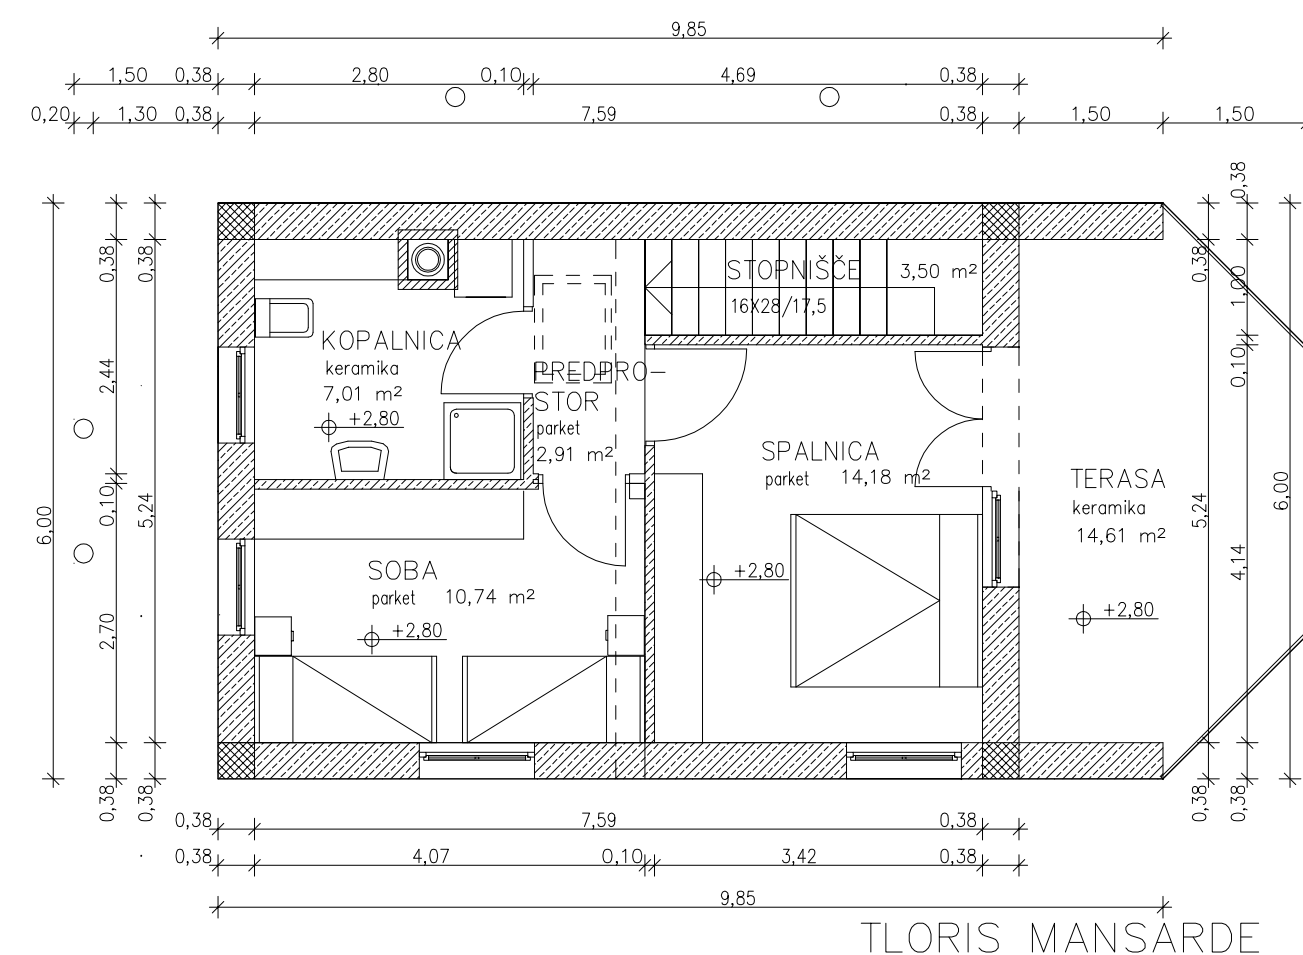 9,85
1,50 0,38 2,80 0,10 4,69 0,38
0,20 1,30 0,38 7,59 0,38 1,50 1,50
0,38
0,38 0,38 0,38 1,00
STOPNIŠČE 3,50 m²
16X28/17,5
KOPALNICA
keramika
7,01 m²
+2,80
2,44
PREDPRO-
STOR
parket
2,91 m²
0,10
SPALNICA
parket 14,18 m²
+2,80
TERASA
keramika
14,61 m²
+2,80
6,00
0,10
5,24
5,24
4,14
6,00
SOBA
parket 10,74 m²
+2,80
2,70
0,38 0,38 0,38 0,38
0,38 7,59 0,38
0,38 4,07 0,10 3,42 0,38
9,85
TLORIS MANSARDE